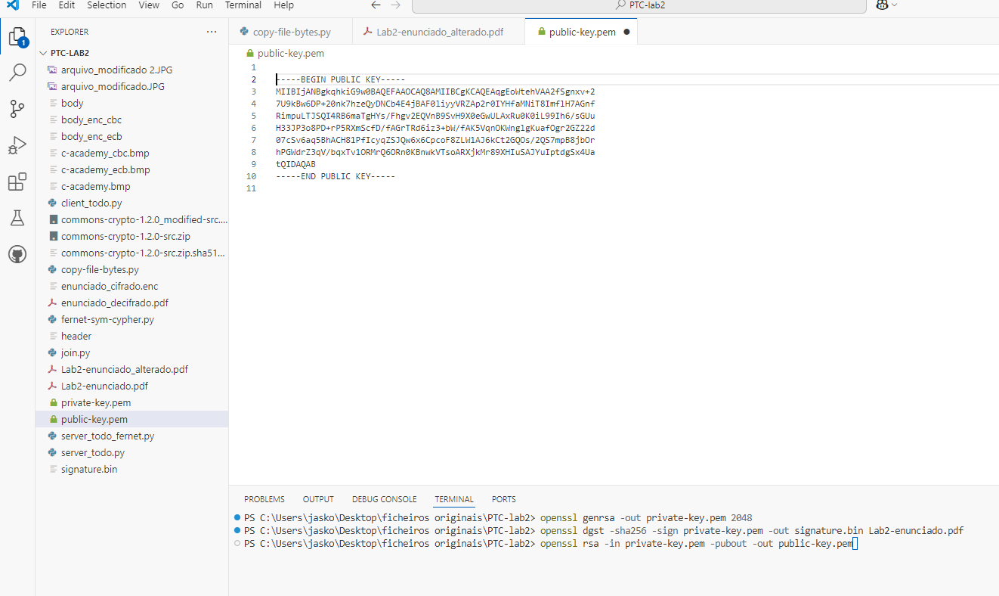 File Edit Selection View Go Run Terminal Help
PTC-lab2
1
EXPLORER
PTC-LAB2
arquivo_modificado 2.JPG
arquivo_modificado.JPG
body
body_enc_cbc
body_enc_ecb
c-academy_cbc.bmp
c-academy_ecb.bmp
c-academy.bmp
client_todo.py
commons-crypto-1.2.0_modified-src....
commons-crypto-1.2.0-src.zip
commons-crypto-1.2.0-src.zip.sha51...
copy-file-bytes.py
enunciado_cifrado.enc
enunciado_decifrado.pdf
fernet-sym-cypher.py
header
join.py
Lab2-enunciado_alterado.pdf
Lab2-enunciado.pdf
private-key.pem
public-key.pem
server_todo_fernet.py
server_todo.py
signature.bin
copy-file-bytes.py Lab2-enunciado_alterado.pdf public-key.pem
public-key.pem
1
2 -----BEGIN PUBLIC KEY-----
3 MIIBIjANBgkqhkiG9w0BAQEFAAOCAQ8AMIIBCgKCAQEAqgEoWtehVAA2fSgnxv+2
4 7U9kBw6DP+20nk7hzeQyDNCb4E4jBAF0liyyVRZAp2r0IYHfaMNiT8ImflH7AGnf
5 RimpuLTJSQI4RB6maTgHYs/Fhgv2EQVnB9SvH9X0eGwULAxRu0K0iL99Ih6/sGUu
6 H33JP3o8PD+rP5RXmScfD/fAGrTRd6iz3+bW/fAK5VqnOKWnglgKuafOgr2GZ22d
7 07cSv6aq5BhACH81PfIcyqZSJQw6x6CpcoF8ZLW1AJ6kCt2GQOs/2QS7mpB8jbOr
8 hPGWdrZ3qV/bqxTv1ORMrQ6ORn0KBnwkVTsoARXjkMr89XHIuSAJYuIptdgSx4Ua
9 tQIDAQAB
10 -----END PUBLIC KEY-----
11
PROBLEMS OUTPUT DEBUG CONSOLE TERMINAL PORTS
PS C:\Users\jasko\Desktop\ficheiros originais\PTC-lab2> openssl genrsa -out private-key.pem 2048
PS C:\Users\jasko\Desktop\ficheiros originais\PTC-lab2> openssl dgst -sha256 -sign private-key.pem -out signature.bin Lab2-enunciado.pdf
PS C:\Users\jasko\Desktop\ficheiros originais\PTC-lab2> openssl rsa -in private-key.pem -pubout -out public-key.pem